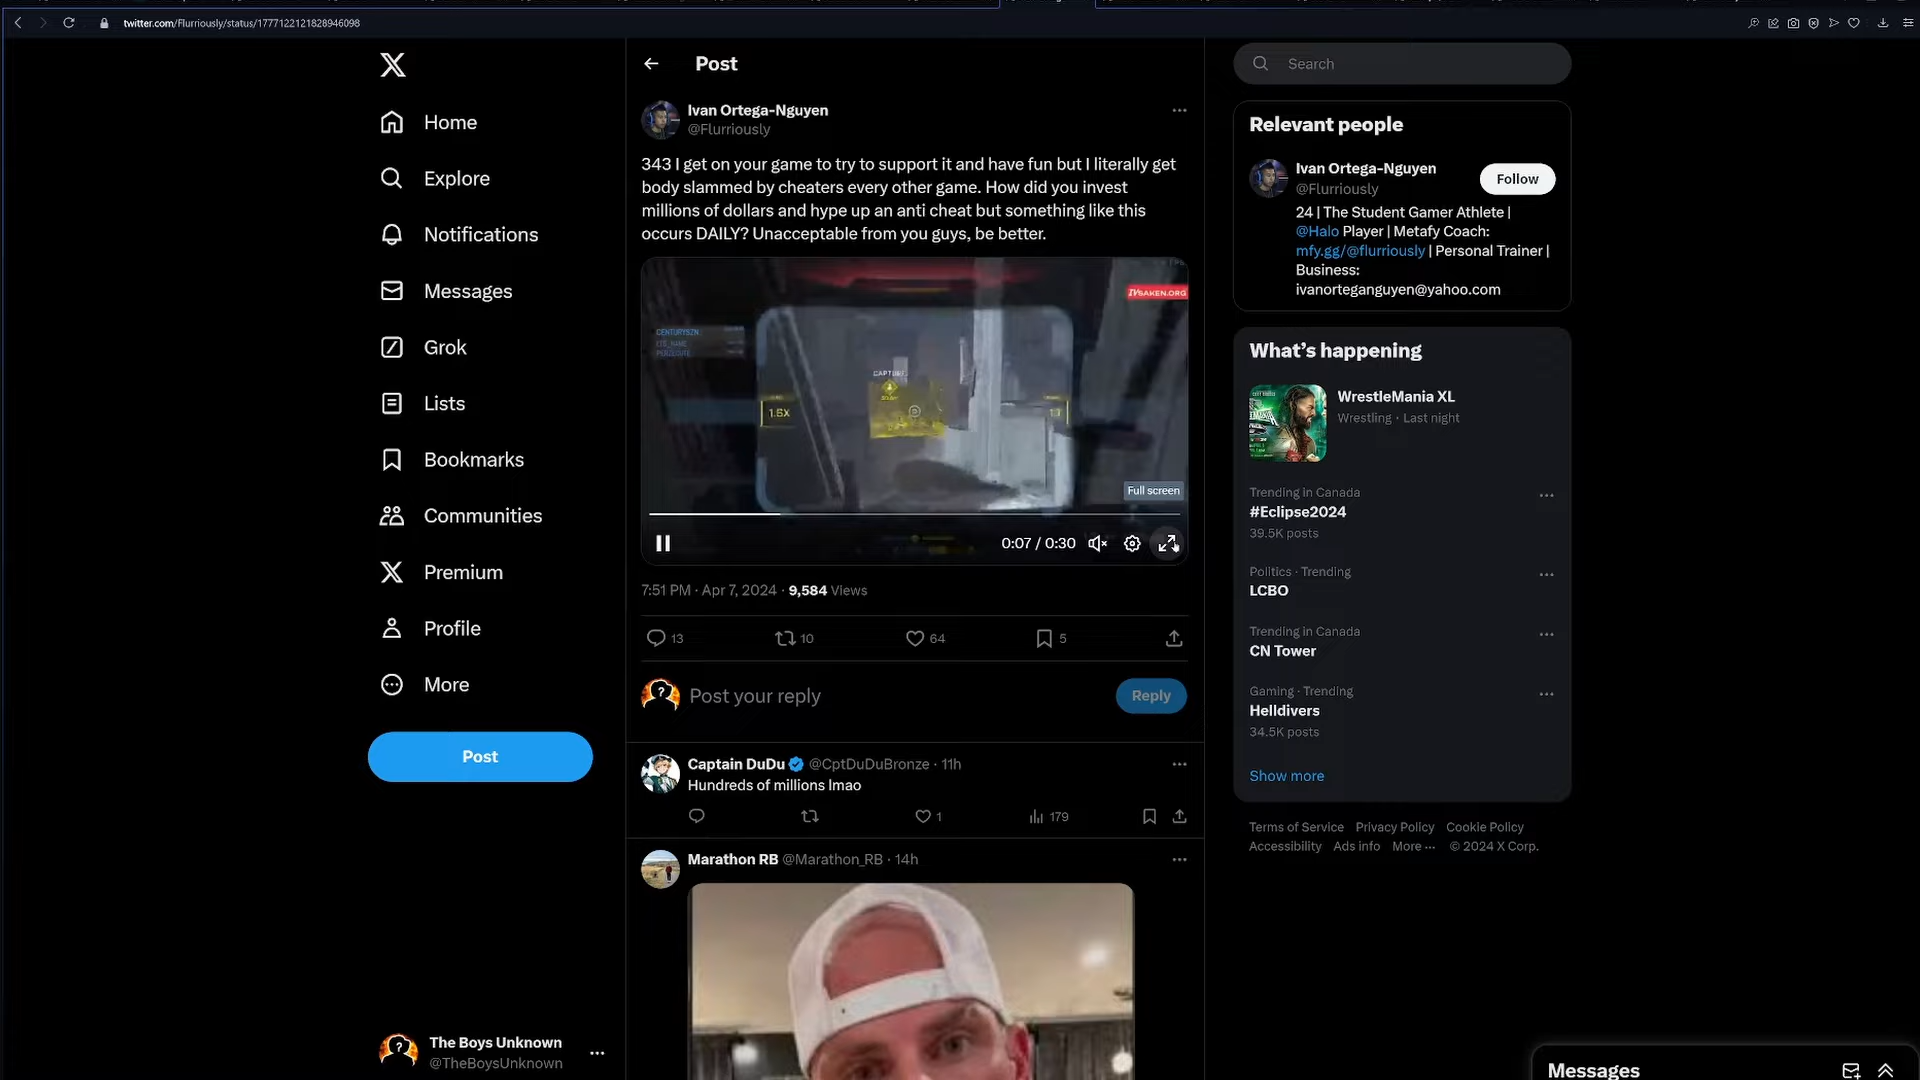 twitter.com/Flurriously/status/1777122121828946098
Home
Explore
Notifications
Messages
Grok
Lists
Bookmarks
Communities
Premium
Profile
More
Post
The Boys Unknown
@TheBoysUnknown
Post
Ivan Ortega-Nguyen
@Flurriously
343 I get on your game to try to support it and have fun but I literally get
body slammed by cheaters every other game. How did you invest
millions of dollars and hype up an anti cheat but something like this
occurs DAILY? Unacceptable from you guys, be better.
CENTURYSZN
1.6X
Full screen
0:07 / 0:30
7:51 PM · Apr 7, 2024 · 9,584 Views
13 10 64 5
Post your reply
Reply
Captain DuDu @CptDuDuBronze · 11h
Hundreds of millions lmao
1 179
Marathon RB @Marathon_RB · 14h
Search
Relevant people
Ivan Ortega-Nguyen
@Flurriously
Follow
24 | The Student Gamer Athlete |
@Halo Player | Metafy Coach:
mfy.gg/@flurriously | Personal Trainer |
Business:
ivanorteganguyen@yahoo.com
What's happening
WrestleMania XL
Wrestling · Last night
Trending in Canada
#Eclipse2024
39.5K posts
Politics · Trending
LCBO
Trending in Canada
CN Tower
Gaming · Trending
Helldivers
34.5K posts
Show more
Terms of Service Privacy Policy Cookie Policy
Accessibility Ads info More ··· © 2024 X Corp.
Messages